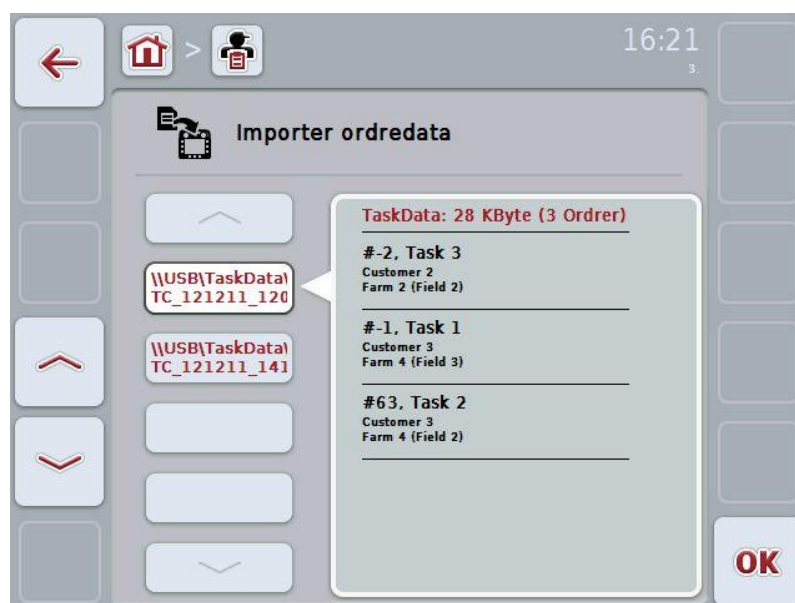 >
16:21
3.
Importer ordredata
\\USB\TaskData\
TC_121211_120
\\USB\TaskData\
TC_121211_141
TaskData: 28 KByte (3 Ordrer)
#-2, Task 3
Customer 2
Farm 2 (Field 2)
#-1, Task 1
Customer 3
Farm 4 (Field 3)
#63, Task 2
Customer 3
Farm 4 (Field 2)
OK